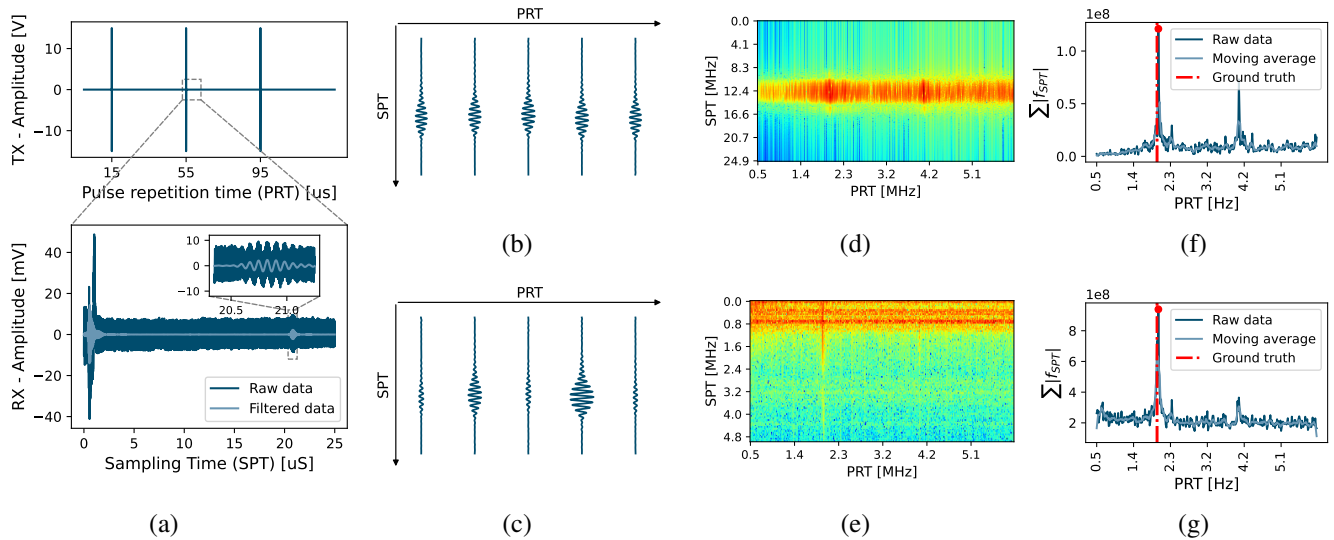 TX - Amplitude [V]
10
0
−10
15
55
95
Pulse repetition time (PRT) [us]
RX - Amplitude [mV]
40
20
0
−20
−40
10
0
−10
20.5
21.0
Raw data
Filtered data
0
5
10
15
20
25
Sampling Time (SPT) [uS]
(a)
PRT
SPT
(b)
PRT
SPT
(c)
SPT [MHz]
0.0
4.1
8.3
12.4
16.6
20.7
24.9
0.5
1.4
2.3
3.2
4.2
5.1
PRT [MHz]
(d)
SPT [MHz]
0.0
0.8
1.6
2.4
3.2
4.0
4.8
0.5
1.4
2.3
3.2
4.2
5.1
PRT [MHz]
(e)
1e8
∑|fSPT|
1.0
0.5
0.0
Raw data
Moving average
Ground truth
0.5
1.4
2.3
3.2
4.2
5.1
PRT [Hz]
(f)
1e8
∑|fSPT|
8
6
4
2
Raw data
Moving average
Ground truth
0.5
1.4
2.3
3.2
4.2
5.1
PRT [Hz]
(g)